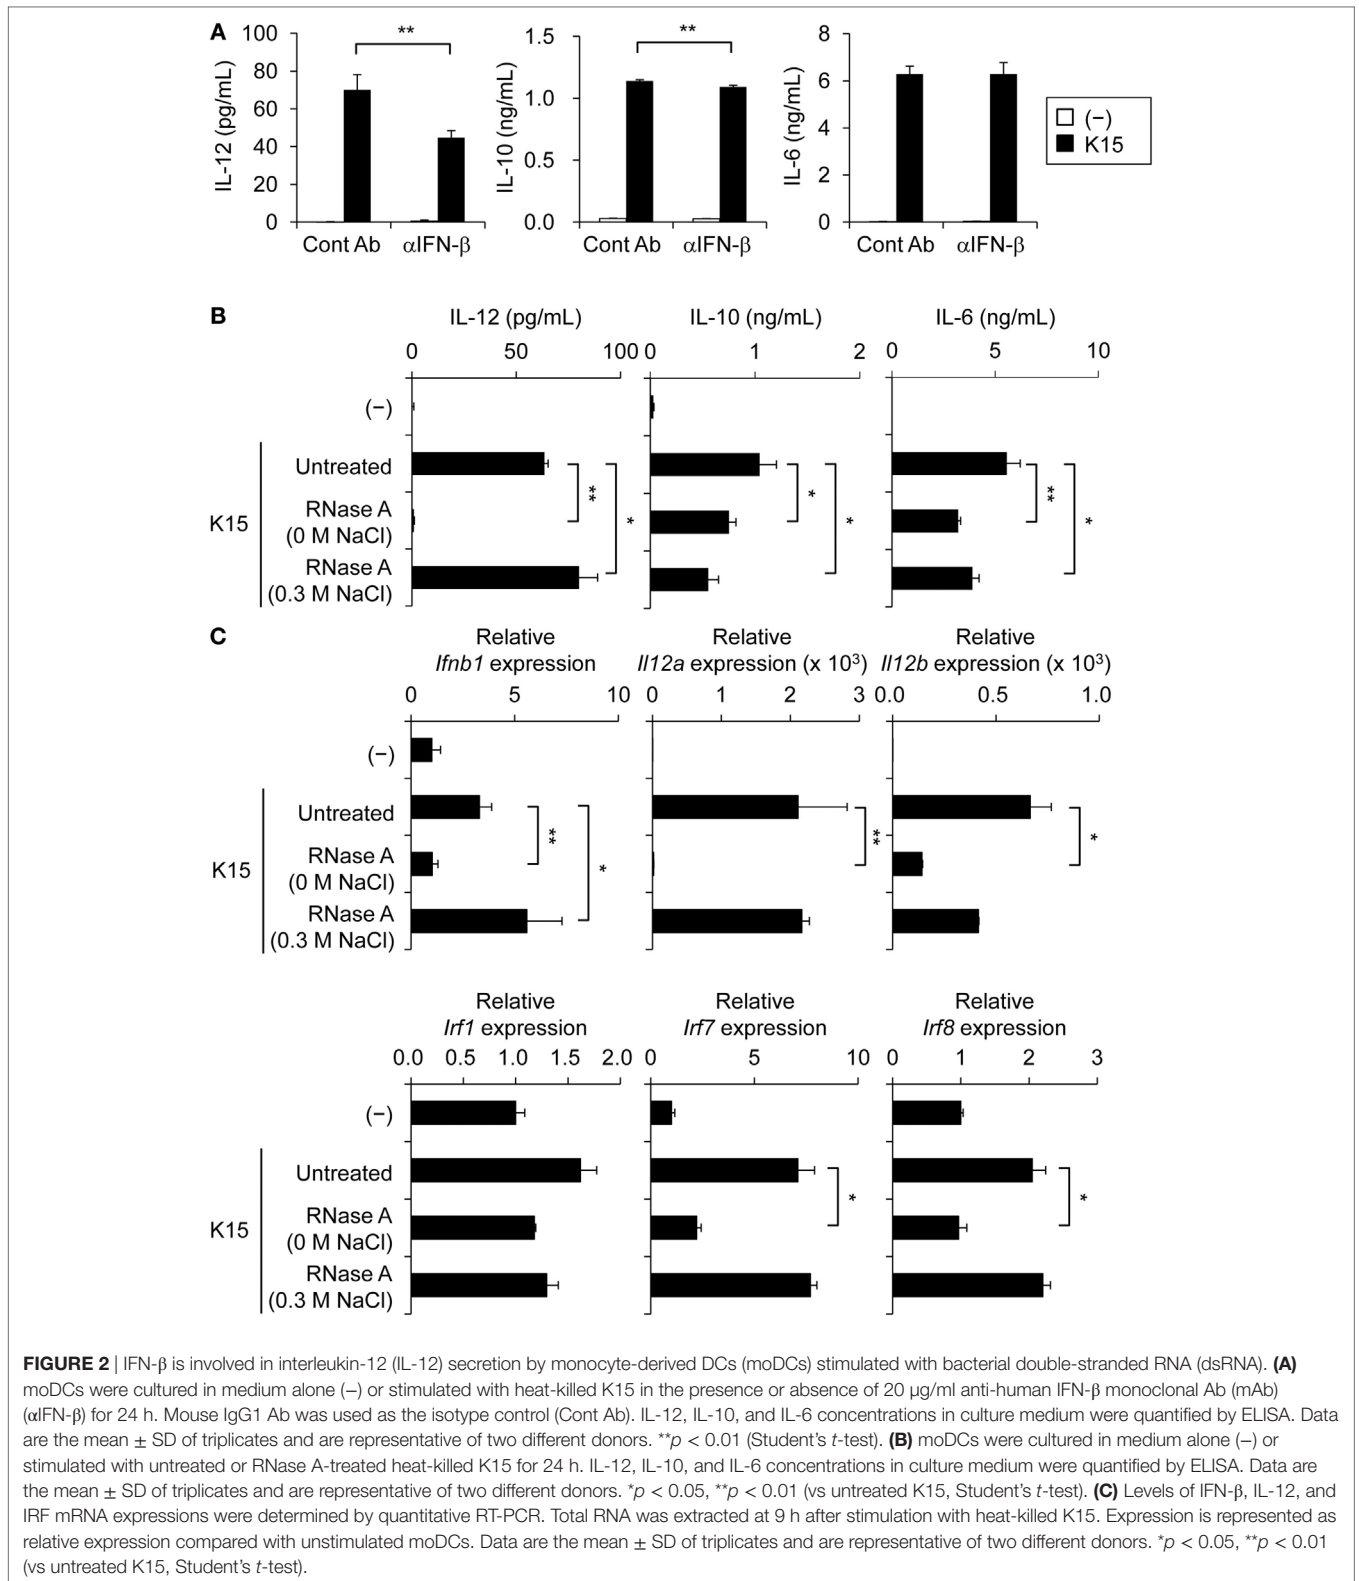 A
100
80
60
40
20
0
IL-12 (pg/mL)
**
Cont Ab
αIFN-β
1.5
1.0
0.5
0.0
IL-10 (ng/mL)
**
Cont Ab
αIFN-β
8
6
4
2
0
IL-6 (ng/mL)
Cont Ab
αIFN-β
(−)
K15
B
IL-12 (pg/mL)
IL-10 (ng/mL)
IL-6 (ng/mL)
0 50 100
0 1 2
0 5 10
(−)
Untreated
K15
RNase A
(0 M NaCl)
RNase A
(0.3 M NaCl)
** *
* *
** *
C
Relative
Ifnb1 expression
Relative
Il12a expression (x 10³)
Relative
Il12b expression (x 10³)
0 5 10
0 1 2 3
0.0 0.5 1.0
(−)
Untreated
K15
RNase A
(0 M NaCl)
RNase A
(0.3 M NaCl)
** *
**
*
Relative
Irf1 expression
Relative
Irf7 expression
Relative
Irf8 expression
0.0 0.5 1.0 1.5 2.0
0 5 10
0 1 2 3
(−)
Untreated
K15
RNase A
(0 M NaCl)
RNase A
(0.3 M NaCl)
*
*
FIGURE 2 | IFN-β is involved in interleukin-12 (IL-12) secretion by monocyte-derived DCs (moDCs) stimulated with bacterial double-stranded RNA (dsRNA). (A)
moDCs were cultured in medium alone (−) or stimulated with heat-killed K15 in the presence or absence of 20 μg/ml anti-human IFN-β monoclonal Ab (mAb)
(αIFN-β) for 24 h. Mouse IgG1 Ab was used as the isotype control (Cont Ab). IL-12, IL-10, and IL-6 concentrations in culture medium were quantified by ELISA. Data
are the mean ± SD of triplicates and are representative of two different donors. **p < 0.01 (Student's t-test). (B) moDCs were cultured in medium alone (−) or
stimulated with untreated or RNase A-treated heat-killed K15 for 24 h. IL-12, IL-10, and IL-6 concentrations in culture medium were quantified by ELISA. Data are
the mean ± SD of triplicates and are representative of two different donors. *p < 0.05, **p < 0.01 (vs untreated K15, Student's t-test). (C) Levels of IFN-β, IL-12, and
IRF mRNA expressions were determined by quantitative RT-PCR. Total RNA was extracted at 9 h after stimulation with heat-killed K15. Expression is represented as
relative expression compared with unstimulated moDCs. Data are the mean ± SD of triplicates and are representative of two different donors. *p < 0.05, **p < 0.01
(vs untreated K15, Student's t-test).